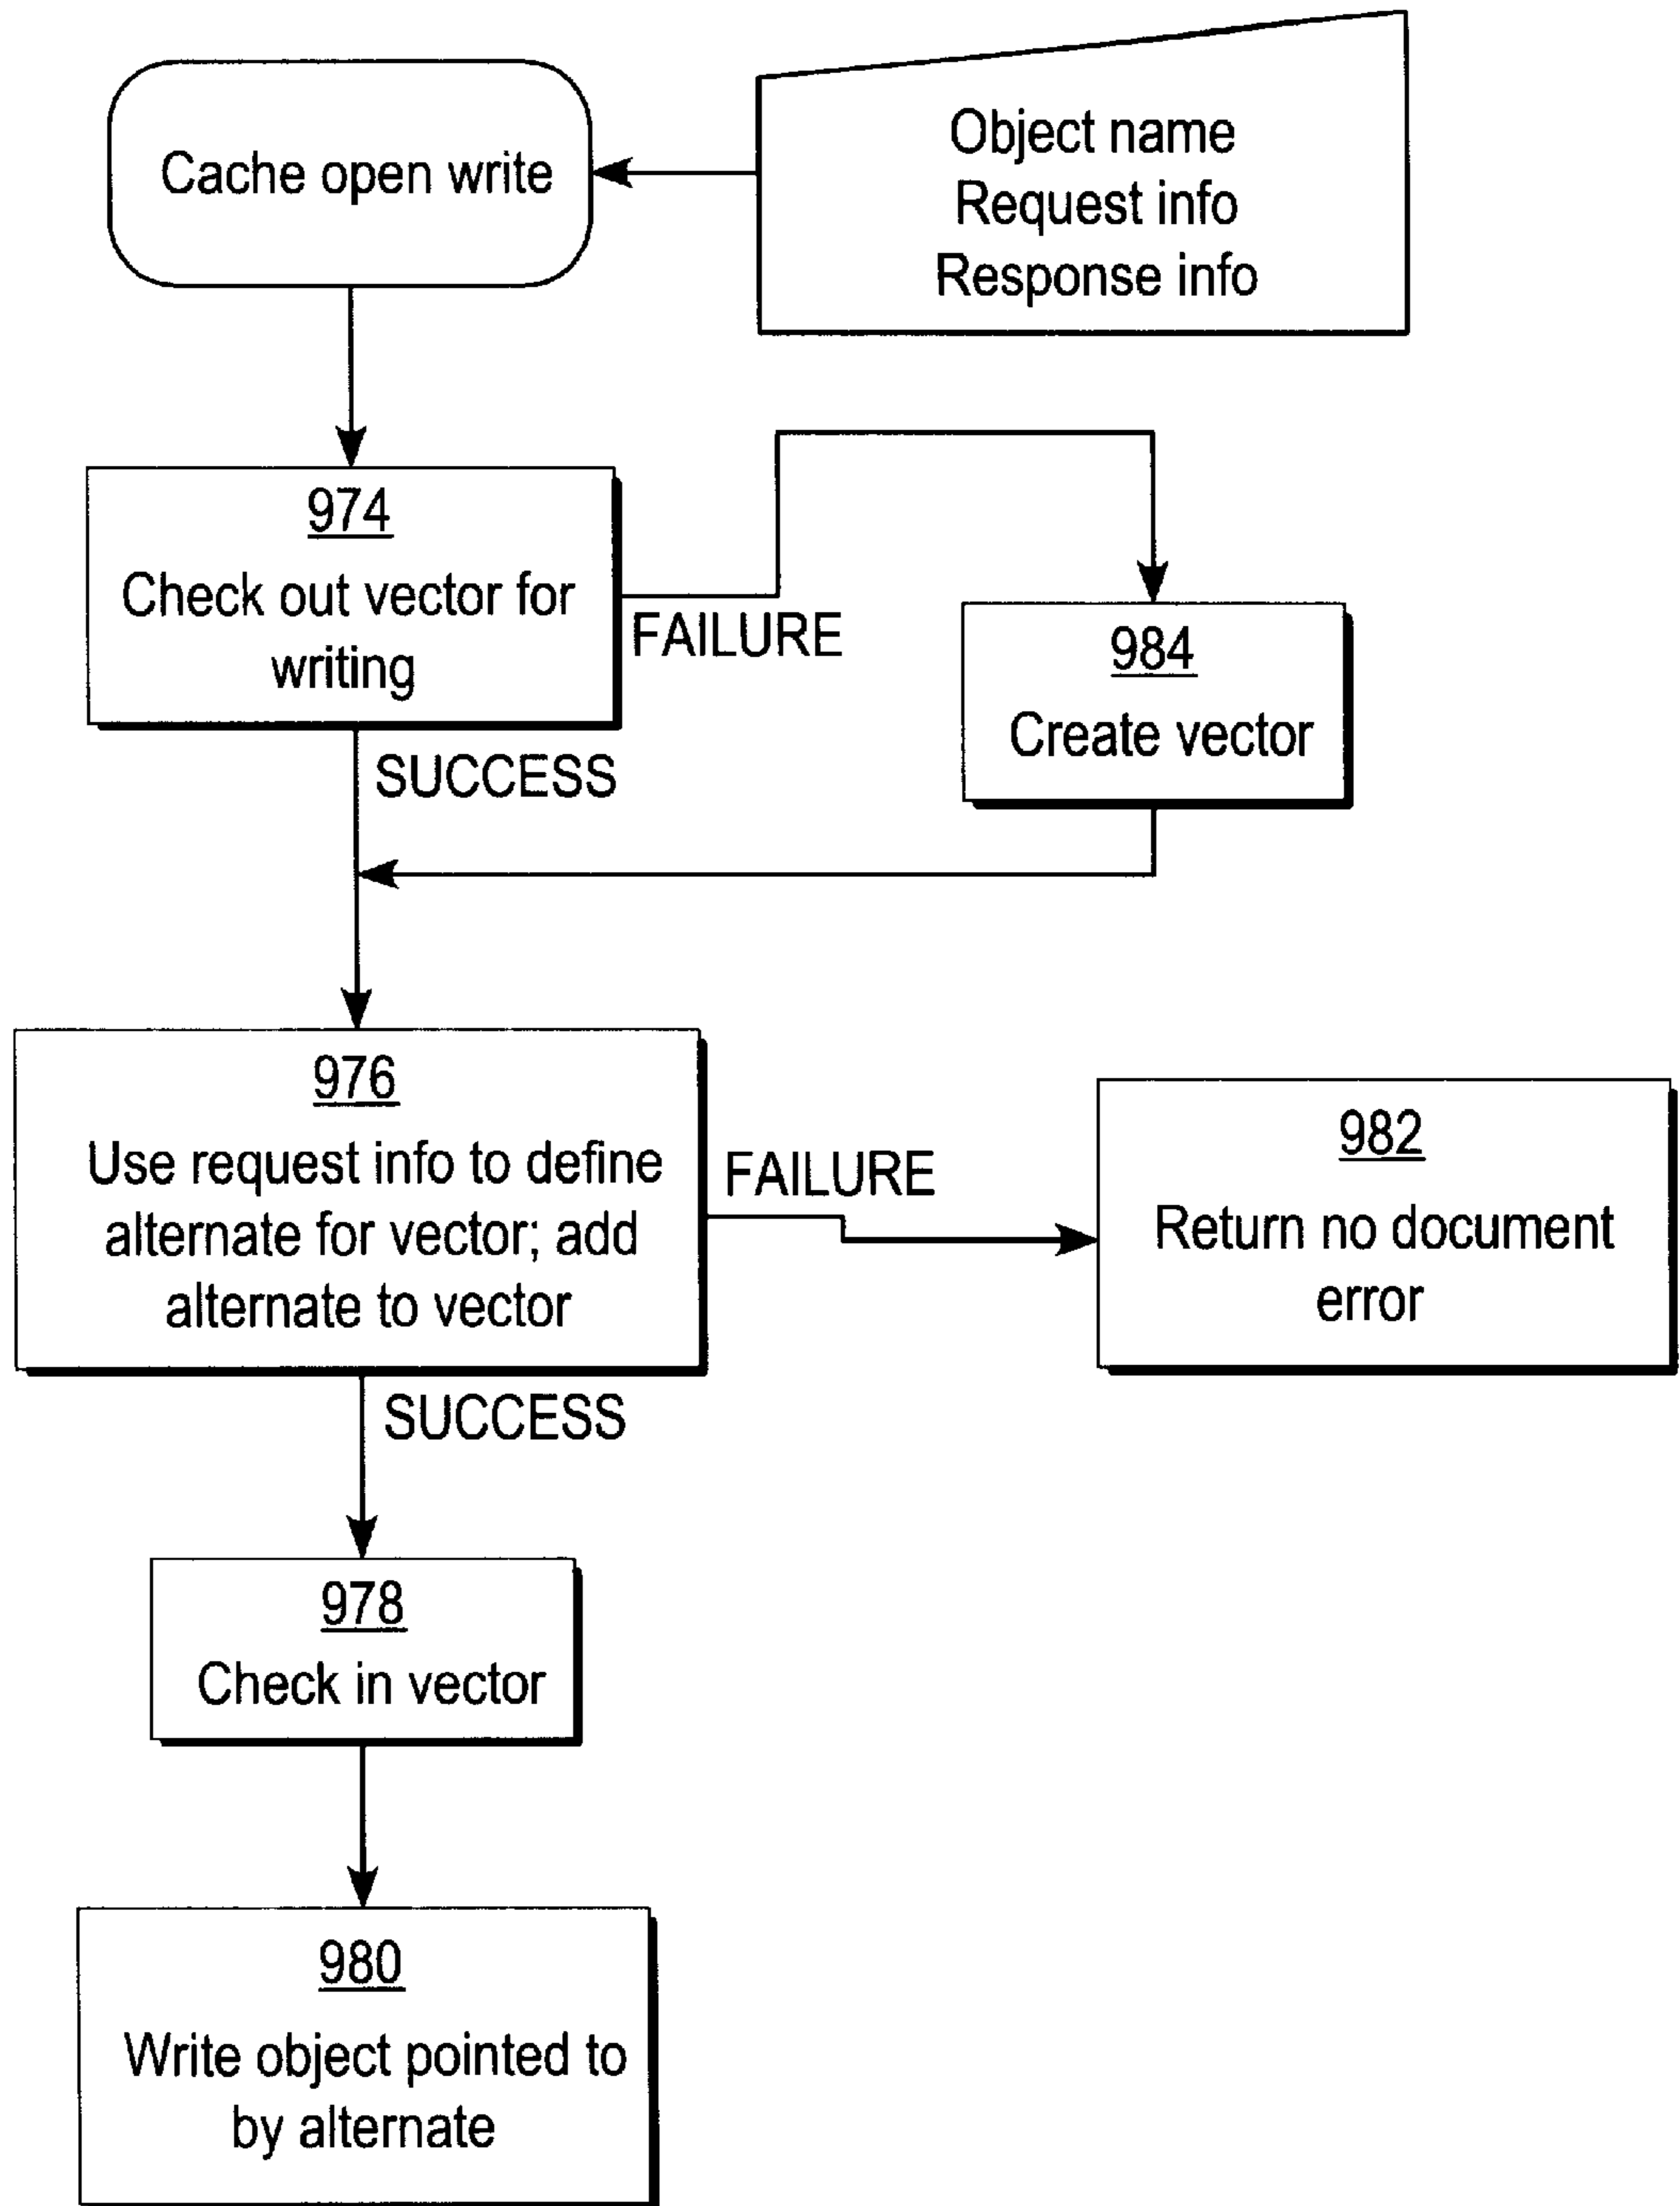 Cache open write
Object name
Request info
Response info
974
Check out vector for
writing
FAILURE
984
Create vector
SUCCESS
976
Use request info to define
alternate for vector; add
alternate to vector
FAILURE
982
Return no document
error
SUCCESS
978
Check in vector
980
Write object pointed to
by alternate